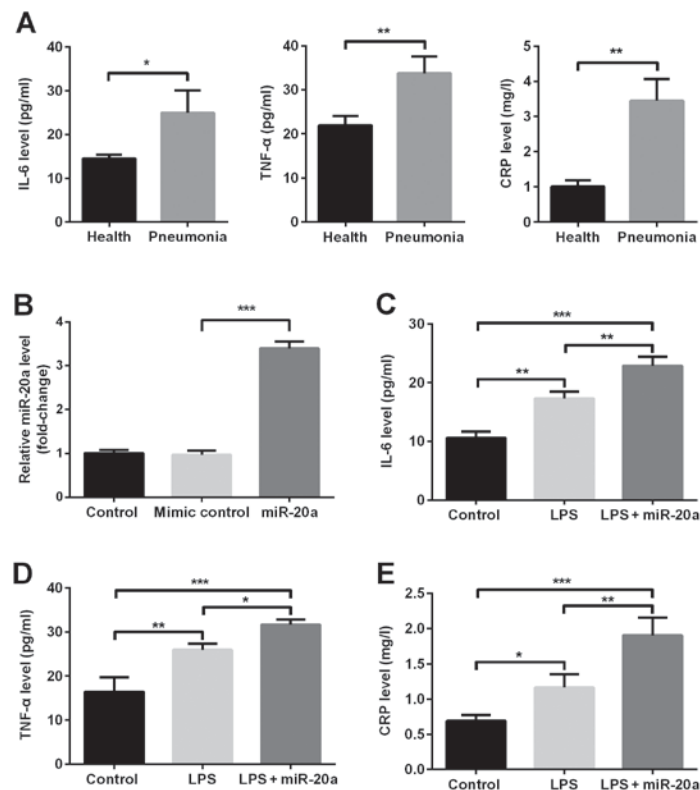 A
IL-6 level (pg/ml)
40
30
20
10
0
*
Health Pneumonia
TNF-α (pg/ml)
40
30
20
10
0
**
Health Pneumonia
CRP level (mg/l)
5
4
3
2
1
0
**
Health Pneumonia
B
Relative miR-20a level
(fold-change)
4
3
2
1
0
***
Control Mimic control miR-20a
C
IL-6 level (pg/ml)
30
20
10
0
***
**
**
Control LPS LPS + miR-20a
D
TNF-α level (pg/ml)
40
30
20
10
0
***
*
**
Control LPS LPS + miR-20a
E
CRP level (mg/l)
2.5
2.0
1.5
1.0
0.5
0.0
***
**
*
Control LPS LPS + miR-20a